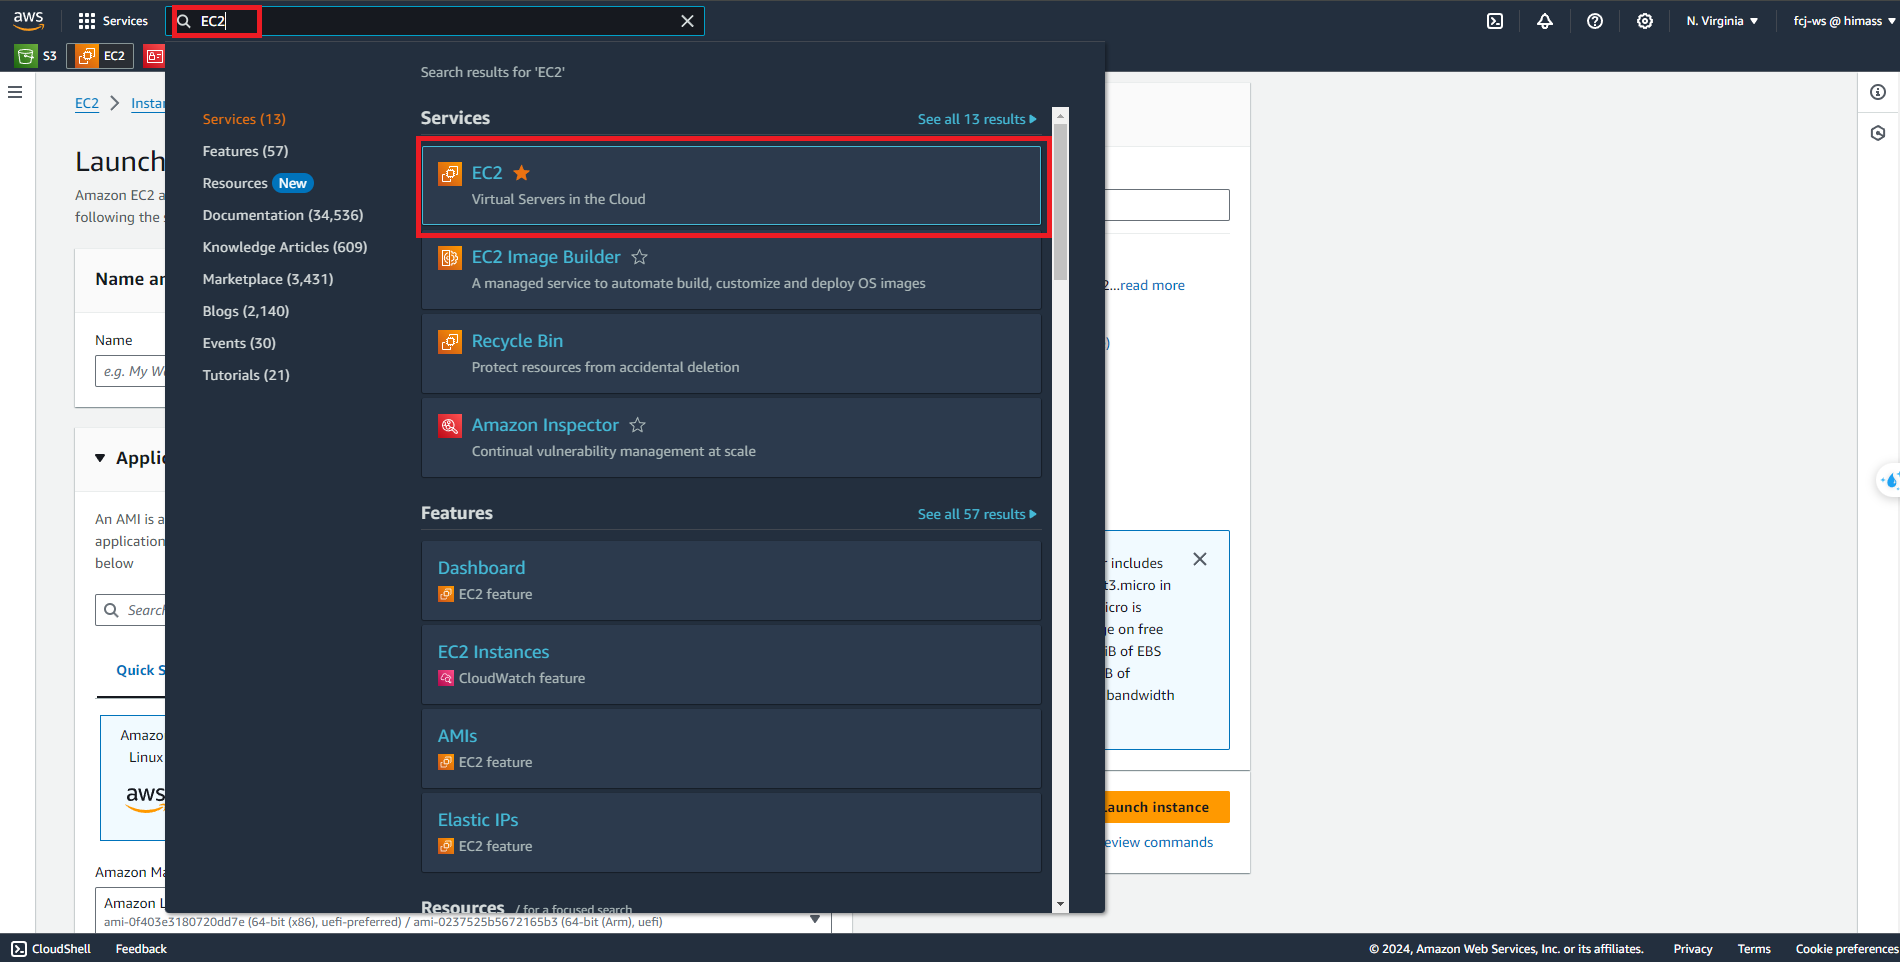 aws
Services
EC2
N. Virginia
fcj-ws @ himass
S3
EC2
Search results for 'EC2'
EC2
Services (13)
Features (57)
Resources New
Documentation (34,536)
Knowledge Articles (609)
Marketplace (3,431)
Blogs (2,140)
Events (30)
Tutorials (21)
Services
See all 13 results
EC2
Virtual Servers in the Cloud
EC2 Image Builder
A managed service to automate build, customize and deploy OS images
Recycle Bin
Protect resources from accidental deletion
Amazon Inspector
Continual vulnerability management at scale
Features
See all 57 results
Dashboard
EC2 feature
EC2 Instances
CloudWatch feature
AMIs
EC2 feature
Elastic IPs
EC2 feature
Resources / for a focused search
Launch
Amazon EC2 a
following the
Name
Name
e.g. My
An AMI is a
application
below
Search
Quick S
Amazo
Linux
aws
Amazon
Amazon L
ami-0f403e3180720dd7e (64-bit (x86), uefi-preferred) / ami-0237525b5672165b3 (64-bit (Arm), uefi)
2...read more
includes
t3.micro in
is
on free
of EBS
B of
bandwidth
aunch instance
eview commands
CloudShell
Feedback
© 2024, Amazon Web Services, Inc. or its affiliates.
Privacy
Terms
Cookie preferences